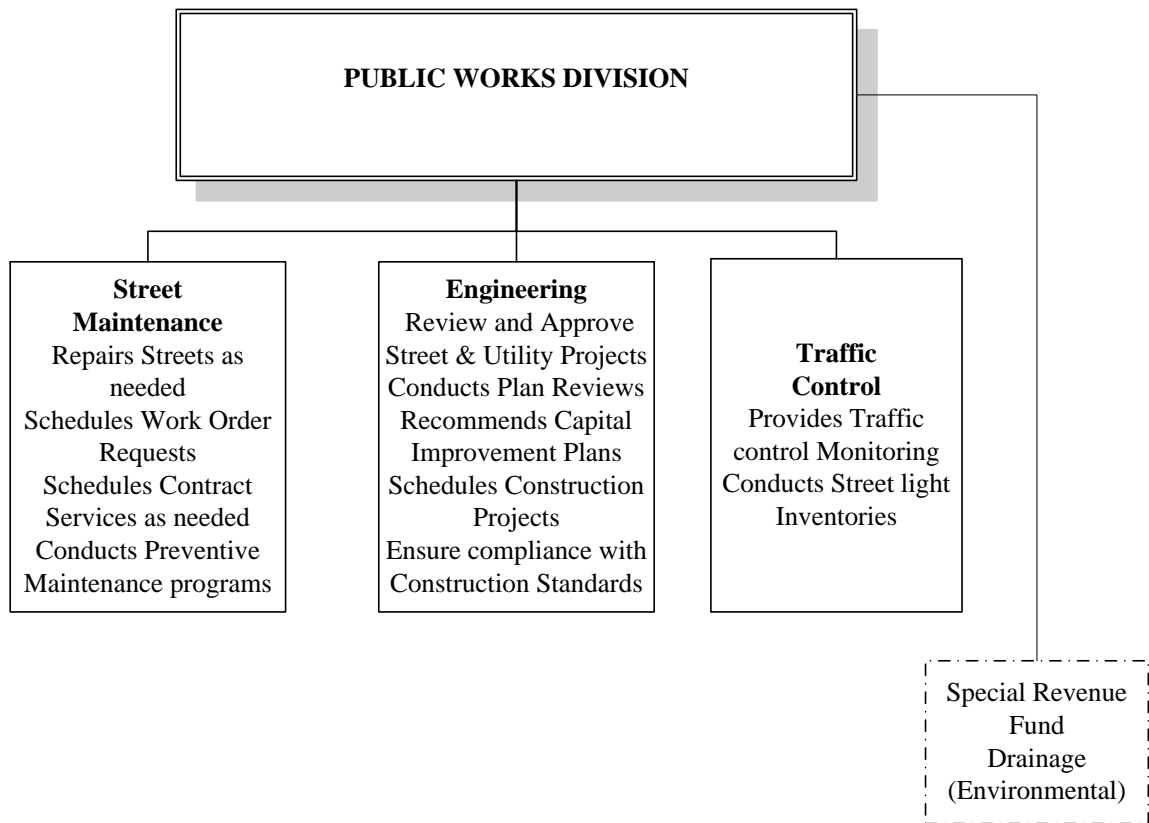 PUBLIC WORKS DIVISION
Street
Maintenance
Repairs Streets as
needed
Schedules Work Order
Requests
Schedules Contract
Services as needed
Conducts Preventive
Maintenance programs
Engineering
Review and Approve
Street & Utility Projects
Conducts Plan Reviews
Recommends Capital
Improvement Plans
Schedules Construction
Projects
Ensure compliance with
Construction Standards
Traffic
Control
Provides Traffic
control Monitoring
Conducts Street light
Inventories
Special Revenue
Fund
Drainage
(Environmental)